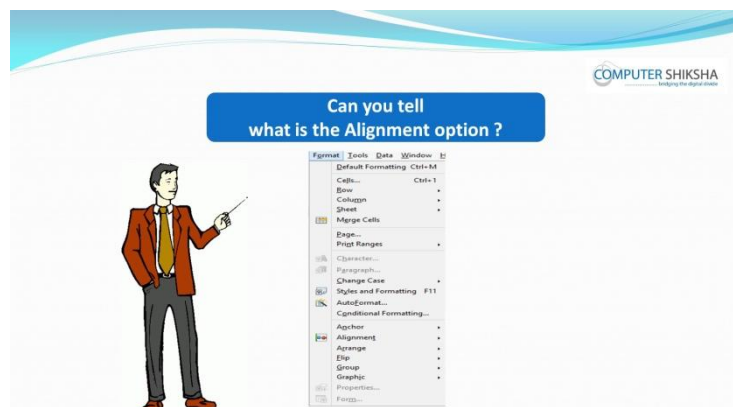 COMPUTER SHIKSHA
bridging the digital divide
Can you tell
what is the Alignment option ?
Format Tools Data Window H
Default Formatting Ctrl+M
Cells... Ctrl+1
Row
Column
Sheet
Merge Cells
Page...
Print Ranges
Character...
Paragraph...
Change Case
Styles and Formatting F11
AutoFormat...
Conditional Formatting...
Anchor
Alignment
Arrange
Flip
Group
Graphic
Properties...
Form...